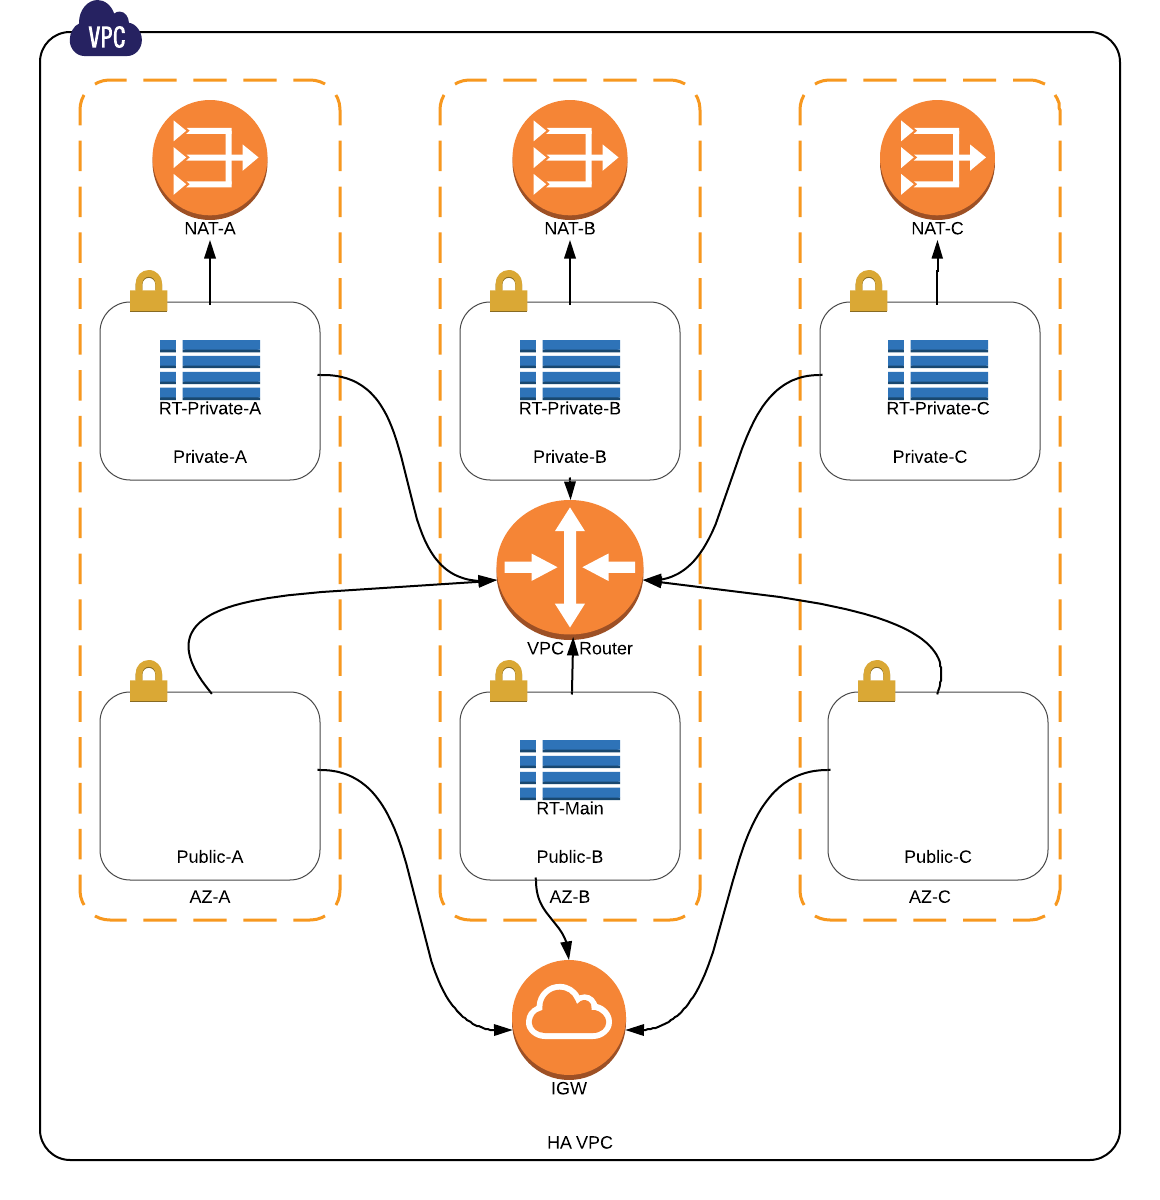 VPC
NAT-A
NAT-B
NAT-C
RT-Private-A
RT-Private-B
RT-Private-C
Private-A
Private-B
Private-C
VPC Router
RT-Main
Public-A
Public-B
Public-C
AZ-A
AZ-B
AZ-C
IGW
HA VPC